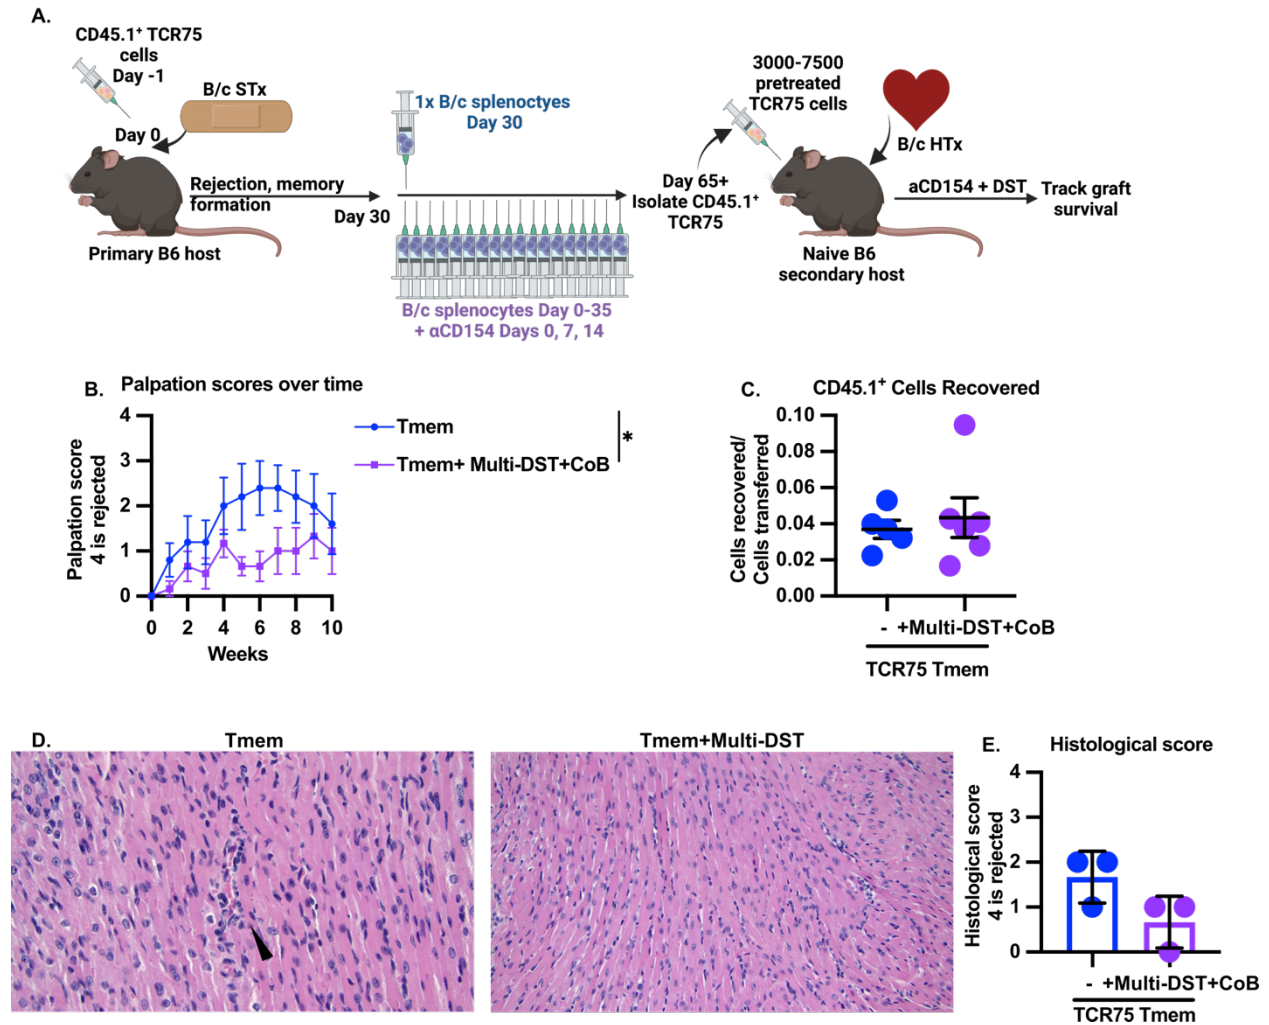 A.
CD45.1+ TCR75
cells
Day -1
B/c STx
Day 0
Rejection, memory
formation
Primary B6 host
Day 30
1x B/c splenoctyes
Day 30
B/c splenocytes Day 0-35
+ αCD154 Days 0, 7, 14
Day 65+
Isolate CD45.1+
TCR75
3000-7500
pretreated
TCR75 cells
B/c HTx
Naive B6
secondary host
aCD154 + DST
Track graft
survival
B.
Palpation scores over time
Palpation score
4 is rejected
4
3
2
1
0
0 2 4 6 8 10
Weeks
Tmem
Tmem+ Multi-DST+CoB
*
C.
CD45.1+ Cells Recovered
Cells recovered/
Cells transferred
0.10
0.08
0.06
0.04
0.02
0.00
- +Multi-DST+CoB
TCR75 Tmem
D.
Tmem
Tmem+Multi-DST
E.
Histological score
Histological score
4 is rejected
4
3
2
1
0
- +Multi-DST+CoB
TCR75 Tmem